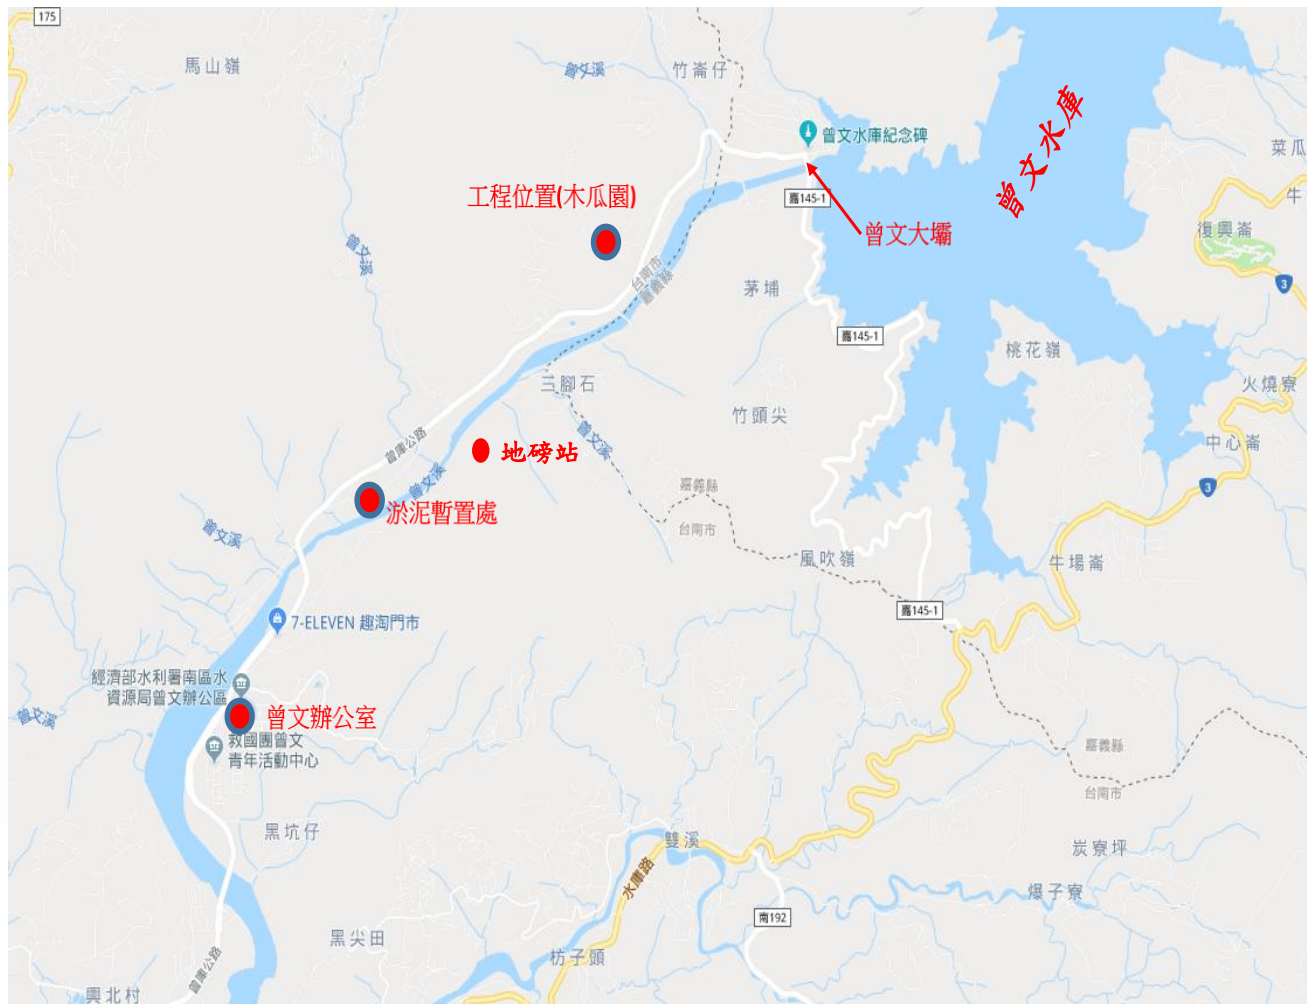 175
馬山嶺
曾文溪
竹崙仔
曾文水庫
曾文水庫紀念碑
菜瓜
牛
工程位置(木瓜園)
嘉145-1
曾文大壩
復興崙
曾文溪
台南市
嘉義縣
茅埔
3
嘉145-1
桃花嶺
三腳石
火燒寮
竹頭尖
曾庫公路
曾文溪
中心崙
地磅站
曾文溪
嘉義縣
3
淤泥暫置處
台南市
曾文溪
風吹嶺
牛場崙
嘉145-1
7-ELEVEN 趣淘門市
經濟部水利署南區水
資源局曾文辦公區
曾文溪
曾文辦公室
救國團曾文
青年活動中心
嘉義縣
台南市
黑坑仔
雙溪
炭寮坪
水庫路
爆子寮
南192
黑尖田
枋子頭
曾庫公路
興北村